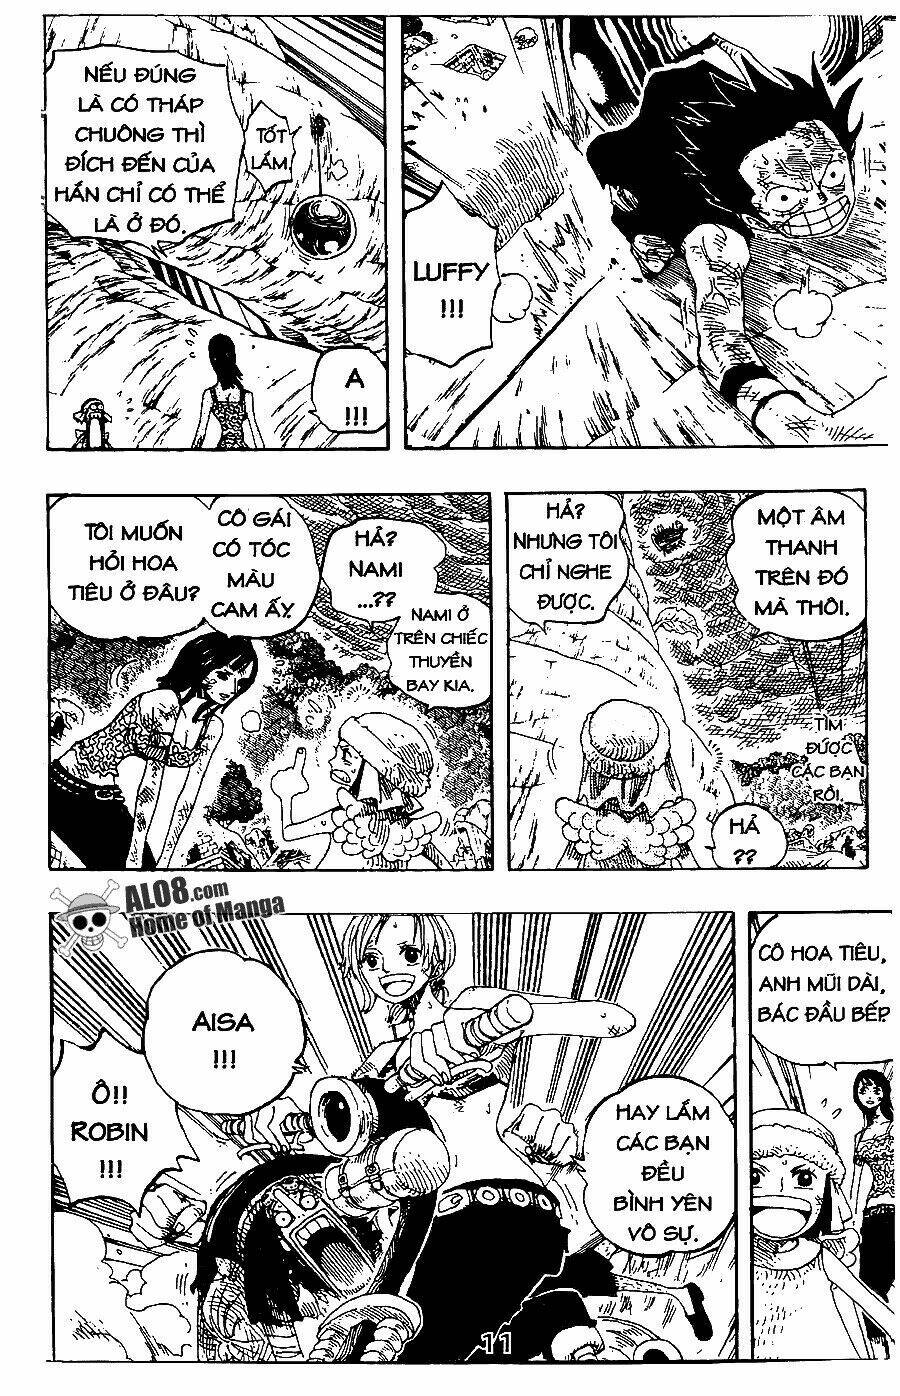 NẾU ĐÚNG
LÀ CÓ THÁP
CHUÔNG THÌ
ĐÍCH ĐẾN CỦA
HẮN CHỈ CÓ THỂ
LÀ Ở ĐÓ.
TỐT
LẮM.
A
!!!
LUFFY
!!!
TÔI MUỐN
HỎI HOA
TIÊU Ở ĐÂU?
CÔ GÁI
CÓ TÓC
MÀU
CAM ẤY.
HẢ?
NAMI
...??
NAMI Ở
TRÊN CHIẾC
THUYỀN
BAY KIA.
HẢ?
NHƯNG TÔI
CHỈ NGHE
ĐƯỢC.
MỘT ÂM
THANH
TRÊN ĐÓ
MÀ THÔI.
TÌM
ĐƯỢC
CÁC BẠN
RỒI.
HẢ
??
AL08.com
Home of Manga
AISA
!!!
Ô!!
ROBIN
!!!
HAY LẮM
CÁC BẠN
ĐỀU
BÌNH YÊN
VÔ SỰ.
CÔ HOA TIÊU,
ANH MŨI DÀI,
BÁC ĐẦU BẾP?
11